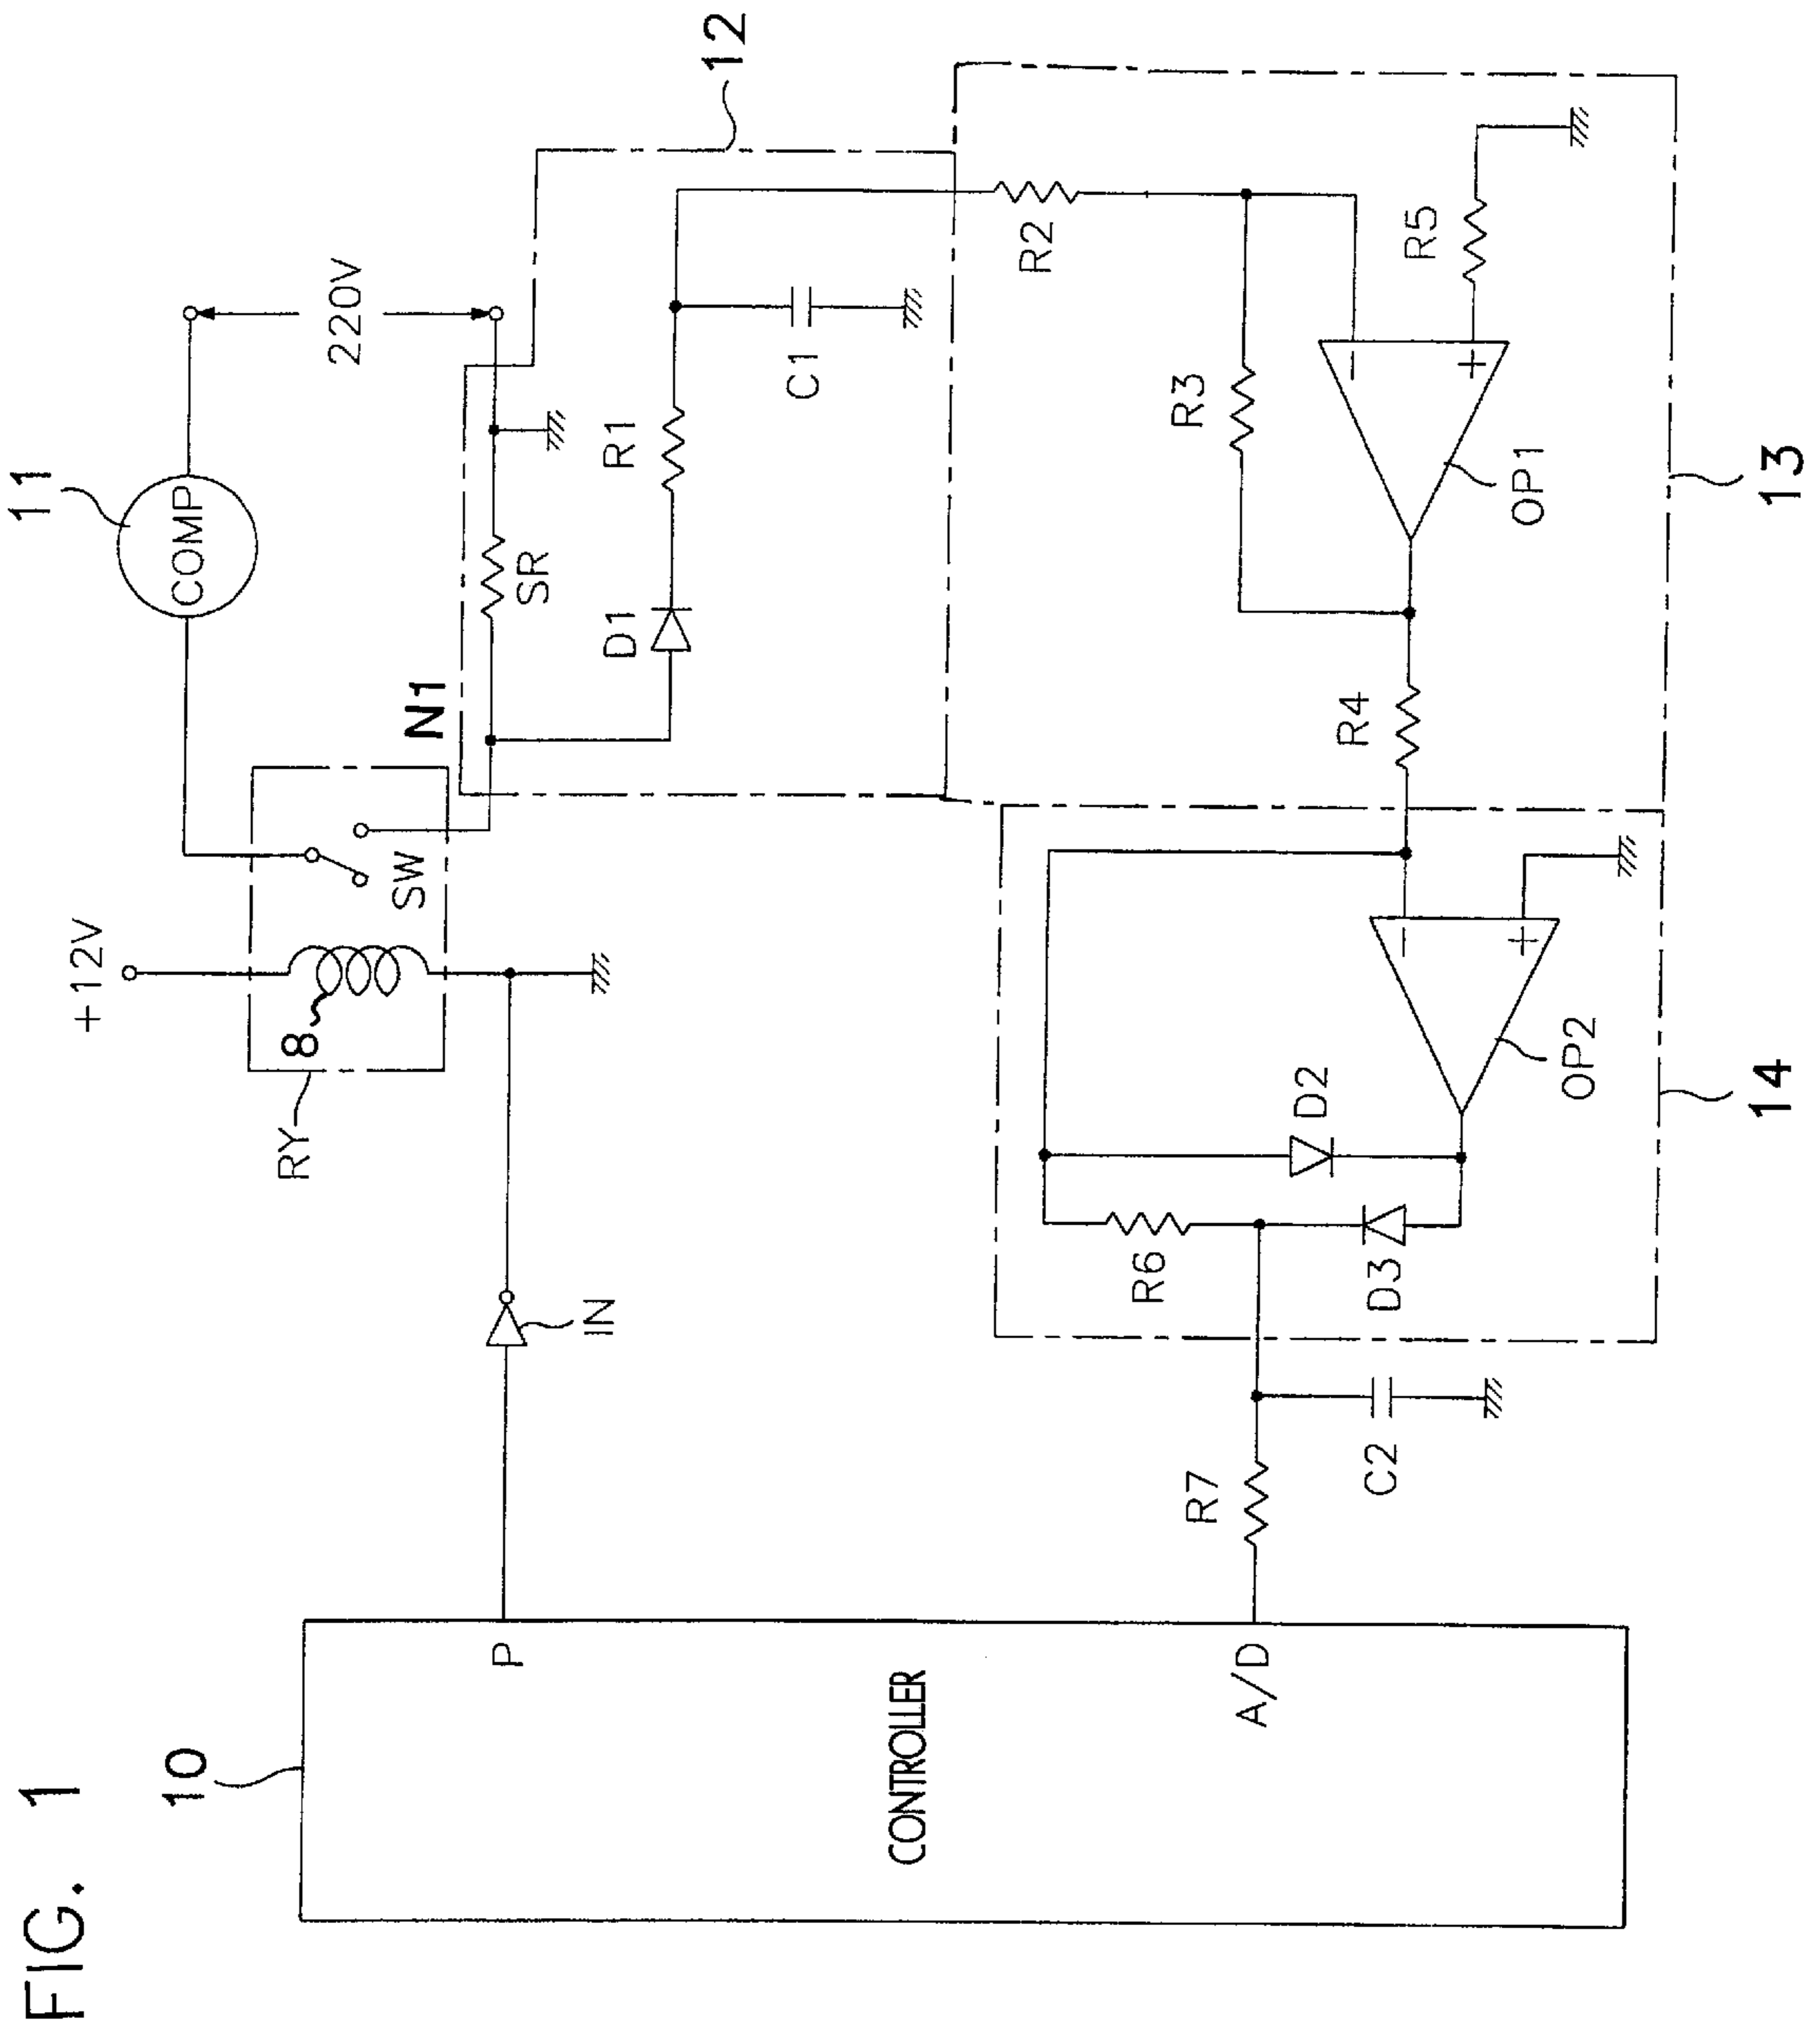 FIG. 1
10
CONTROLLER
P
A/D
IN
RY
8
+12V
SW
N1
11
COMP
220V
12
SR
D1
R1
C1
R2
R3
R5
OP1
R4
13
14
OP2
D2
D3
R6
R7
C2
−
+
−
+